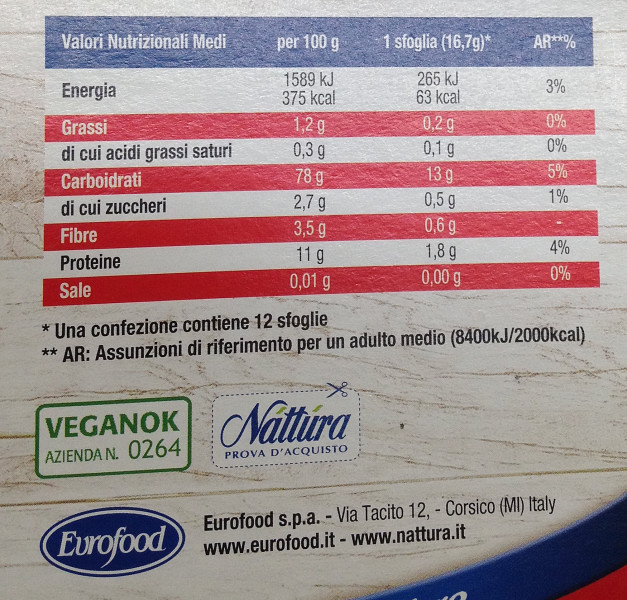 Valori Nutrizionali Medi per 100 g 1 sfoglia (16,7g)* AR**%
Energia 1589 kJ 265 kJ 3%
375 kcal 63 kcal
Grassi 1,2 g 0,2 g 0%
di cui acidi grassi saturi 0,3 g 0,1 g 0%
Carboidrati 78 g 13 g 5%
di cui zuccheri 2,7 g 0,5 g 1%
Fibre 3,5 g 0,6 g -
Proteine 11 g 1,8 g 4%
Sale 0,01 g 0,00 g 0%
* Una confezione contiene 12 sfoglie
** AR: Assunzioni di riferimento per un adulto medio (8400kJ/2000kcal)
VEGANOK
AZIENDA N. 0264
Náttúra
PROVA D'ACQUISTO
Eurofood
Eurofood s.p.a. - Via Tacito 12, - Corsico (MI) Italy
www.eurofood.it - www.nattura.it